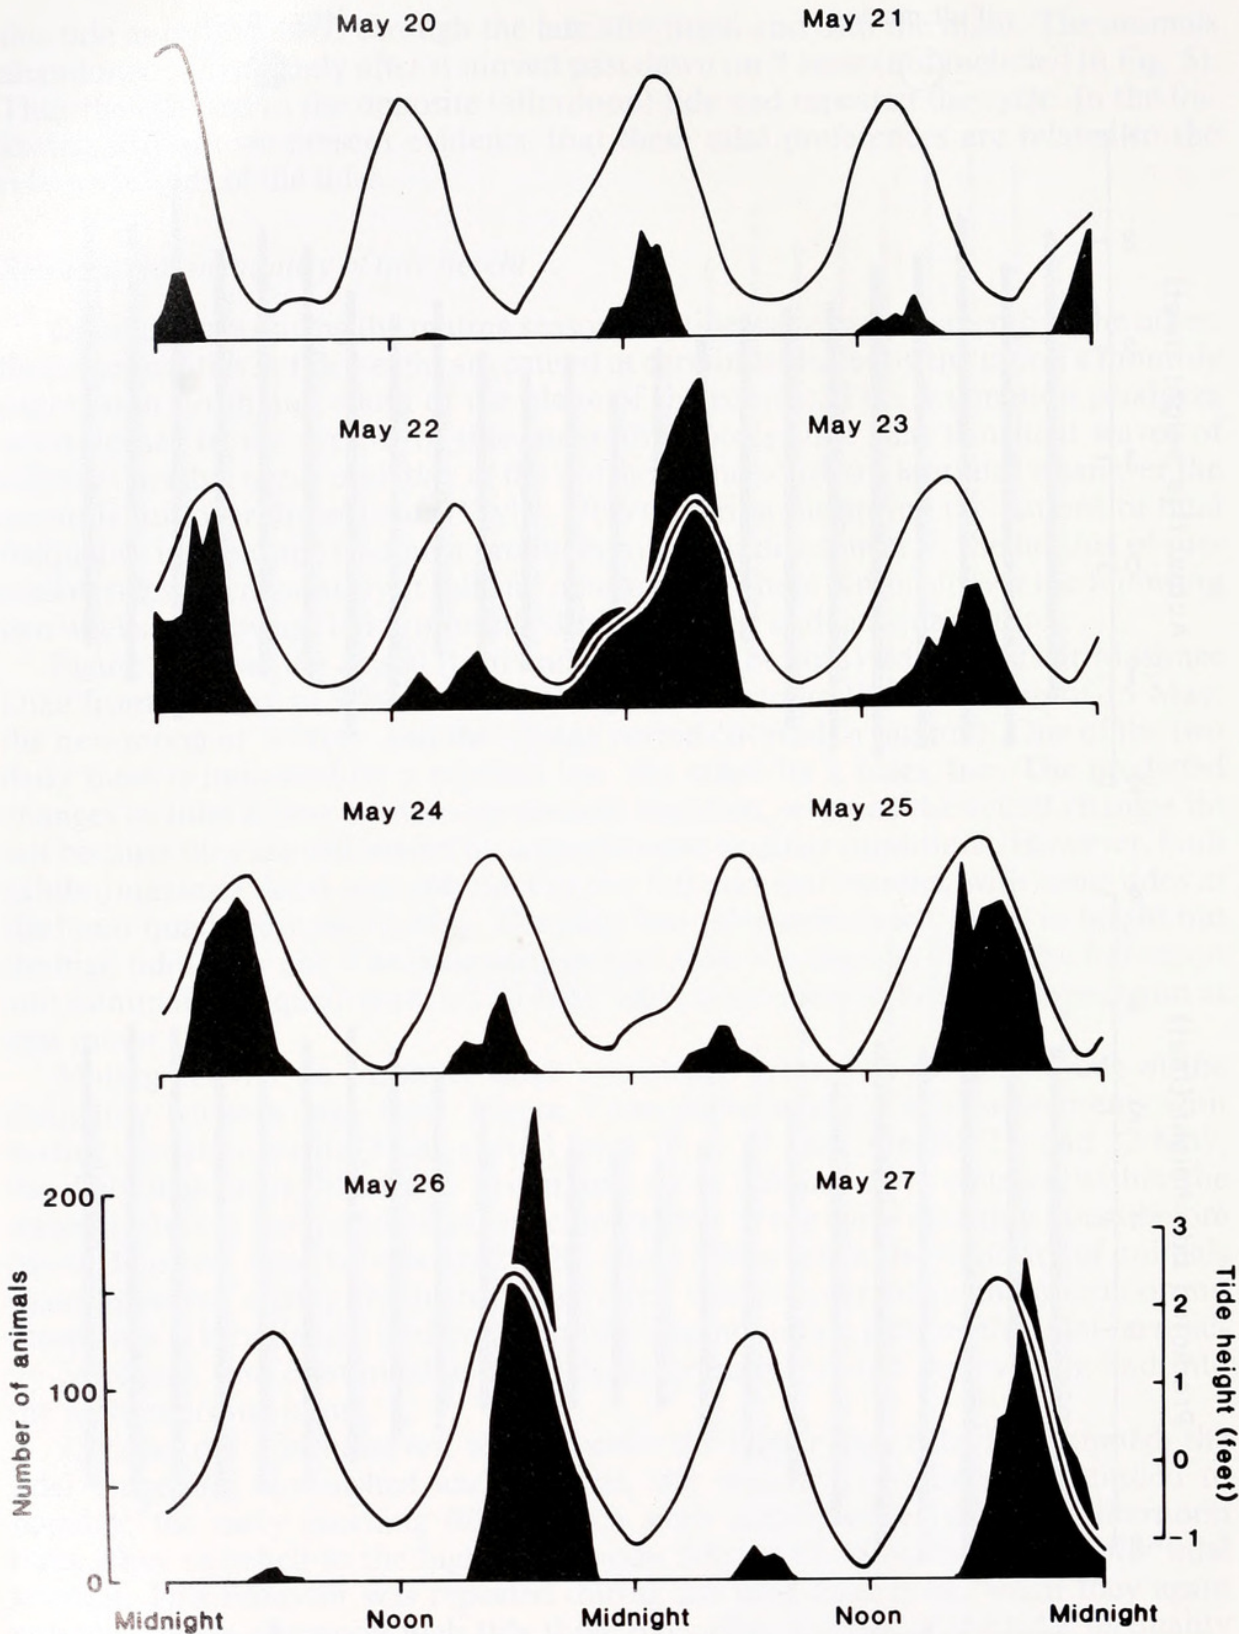 May 20
May 21
May 22
May 23
May 24
May 25
May 26
May 27
200
100
0
Number of animals
3
2
1
0
-1
Tide height (feet)
Midnight
Noon
Midnight
Noon
Midnight